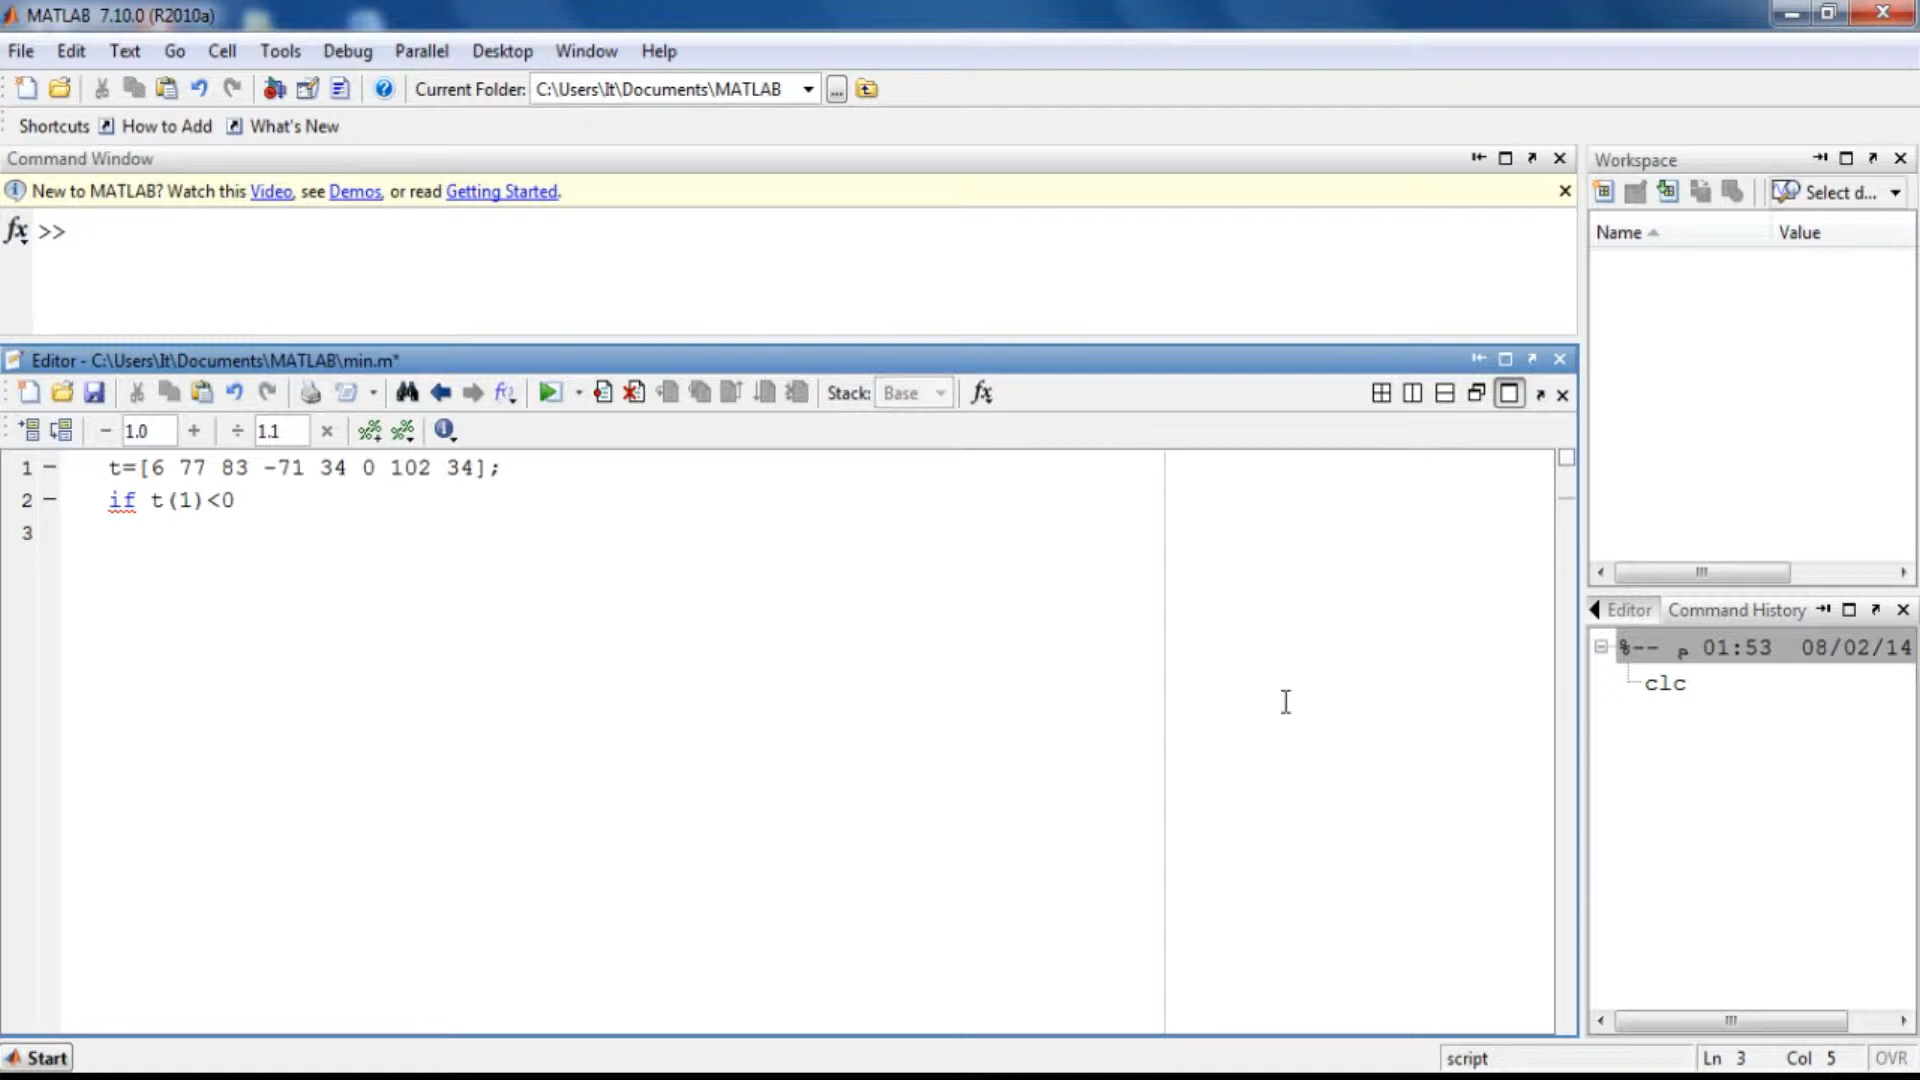 MATLAB 7.10.0 (R2010a)
File Edit Text Go Cell Tools Debug Parallel Desktop Window Help
Current Folder: C:\Users\It\Documents\MATLAB ...
Shortcuts How to Add What's New
Command Window
New to MATLAB? Watch this Video, see Demos, or read Getting Started.
fx >>
Editor - C:\Users\It\Documents\MATLAB\min.m*
Stack: Base fx
− 1.0 + ÷ 1.1 ×
1 − t=[6 77 83 -71 34 0 102 34];
2 − if t(1)<0
3
Workspace
Select d...
Name Value
Editor Command History
%-- م 01:53 08/02/14
clc
Start
script Ln 3 Col 5 OVR